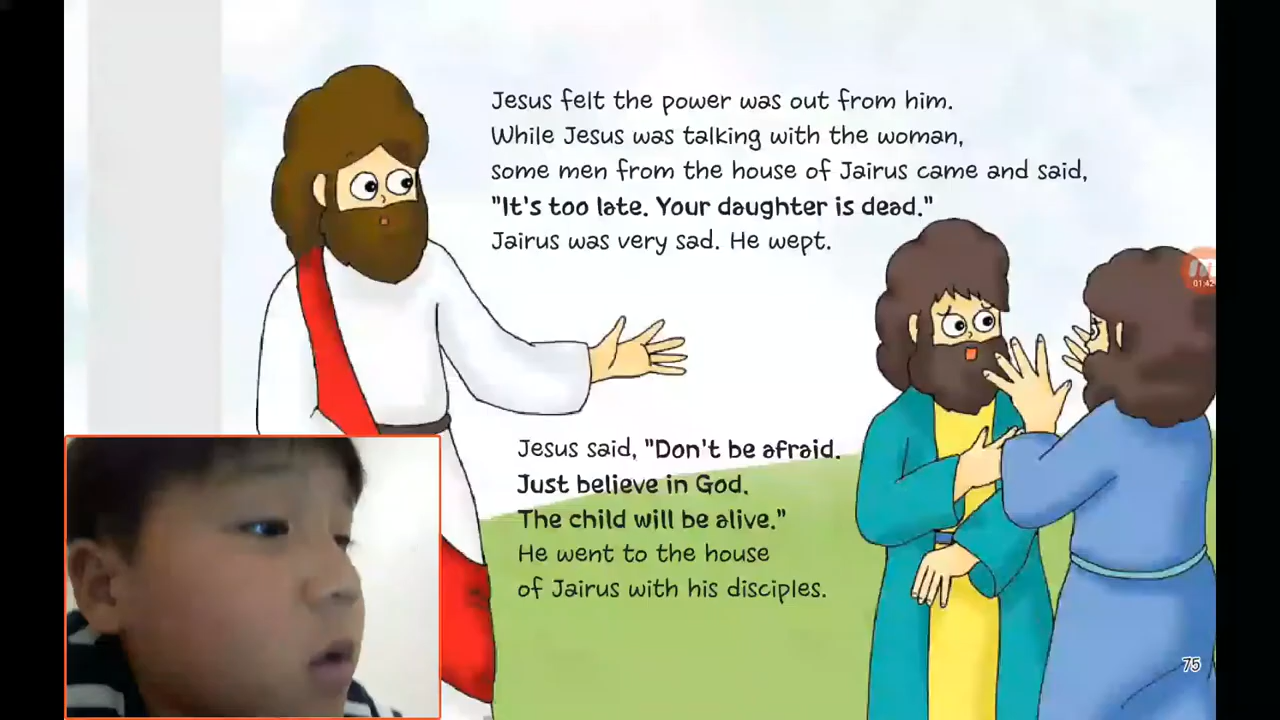 Jesus felt the power was out from him.
While Jesus was talking with the woman,
some men from the house of Jairus came and said,
"It's too late. Your daughter is dead."
Jairus was very sad. He wept.
Jesus said, "Don't be afraid.
Just believe in God.
The child will be alive."
He went to the house
of Jairus with his disciples.
01:42
75